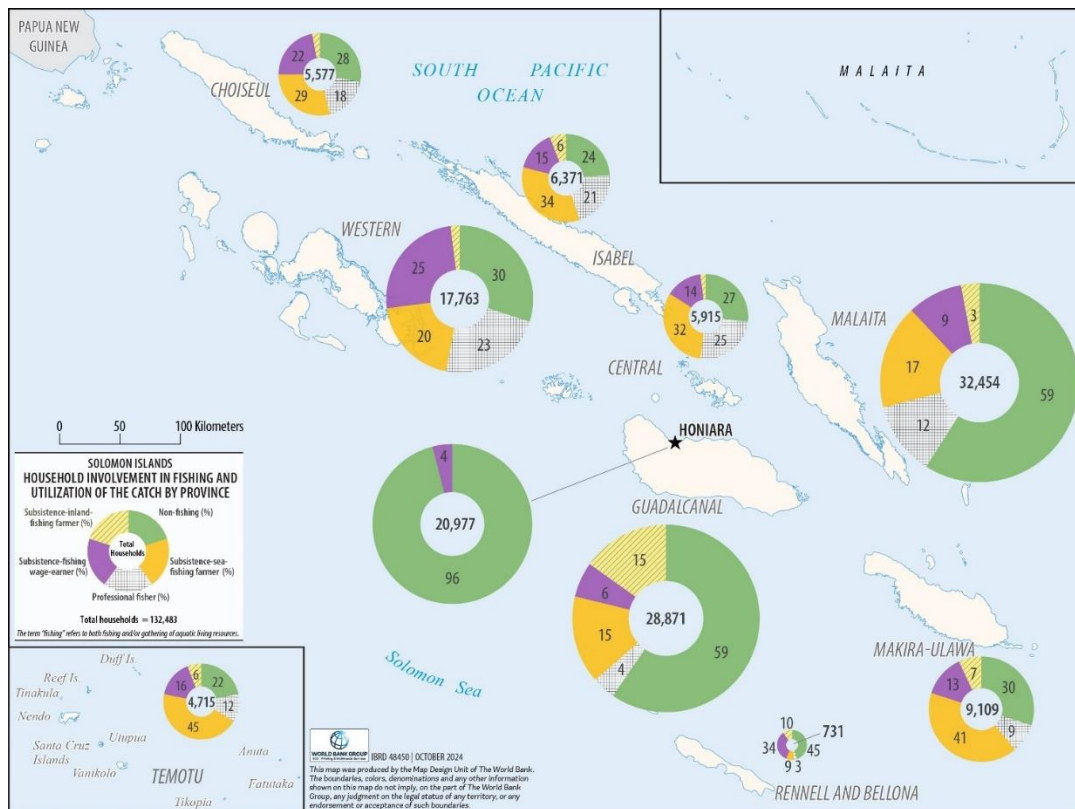 PAPUA NEW
GUINEA
CHOISEUL
22
28
5,577
29
18
SOUTH PACIFIC
OCEAN
MALAITA
15
6
24
6,371
34
21
ISABEL
WESTERN
25
30
17,763
20
23
14
27
5,915
32
25
CENTRAL
MALAITA
9
3
17
32,454
59
12
0 50 100 Kilometers
HONIARA
GUADALCANAL
4
20,977
96
15
6
28,871
15
59
4
SOLOMON ISLANDS
HOUSEHOLD INVOLVEMENT IN FISHING AND
UTILIZATION OF THE CATCH BY PROVINCE
Subsistence-inland-
fishing farmer (%)
Non-fishing (%)
Total
Households
Subsistence-fishing
wage-earner (%)
Subsistence-sea-
fishing farmer (%)
Professional fisher (%)
Total households = 132,483
The term "fishing" refers to both fishing and/or gathering of aquatic living resources.
Solomon Sea
MAKIRA-ULAWA
13
7
30
9,109
41
9
Duff Is.
Reef Is.
Tinakula
Nendo
Utupua
Santa Cruz
Islands
Vanikolo
Anuta
Fatutaka
Tikopia
TEMOTU
16
6
22
4,715
45
12
10
731
34
45
9
3
RENNELL AND BELLONA
WORLD BANK GROUP
IBRD 48450 | OCTOBER 2024
This map was produced by the Map Design Unit of The World Bank.
The boundaries, colors, denominations and any other information
shown on this map do not imply, on the part of The World Bank
Group, any judgment on the legal status of any territory, or any
endorsement or acceptance of such boundaries.